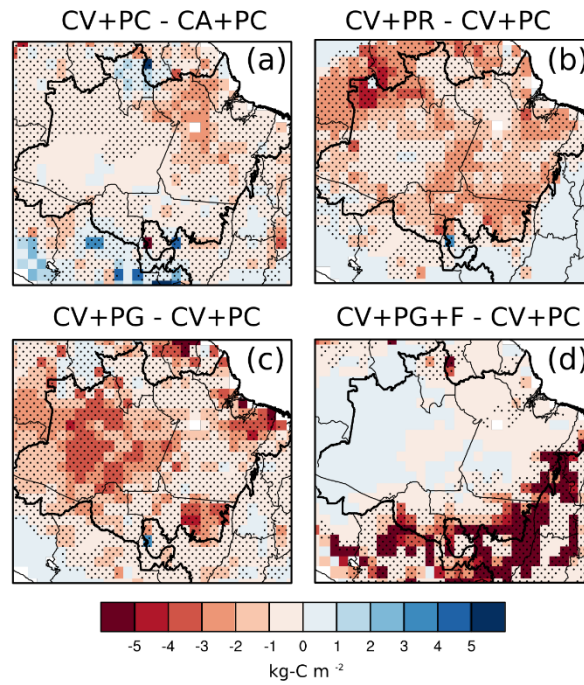 CV+PC - CA+PC CV+PR - CV+PC
(a) (b)
CV+PG - CV+PC CV+PG+F - CV+PC
(c) (d)
-5 -4 -3 -2 -1 0 1 2 3 4 5
kg-C m -2